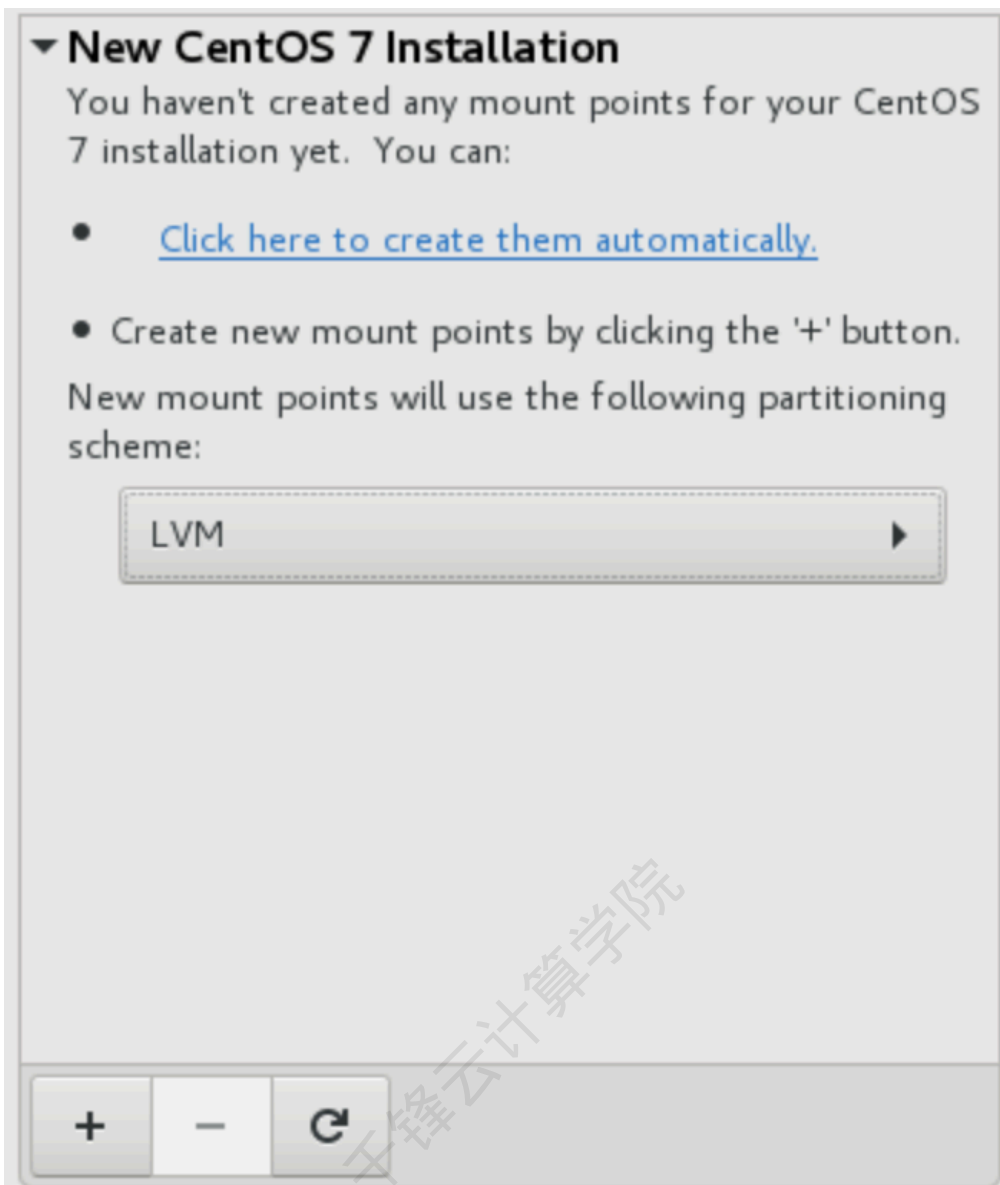 New CentOS 7 Installation
You haven't created any mount points for your CentOS
7 installation yet.  You can:
Click here to create them automatically.
Create new mount points by clicking the '+' button.
New mount points will use the following partitioning
scheme:
LVM
千锋云计算学院